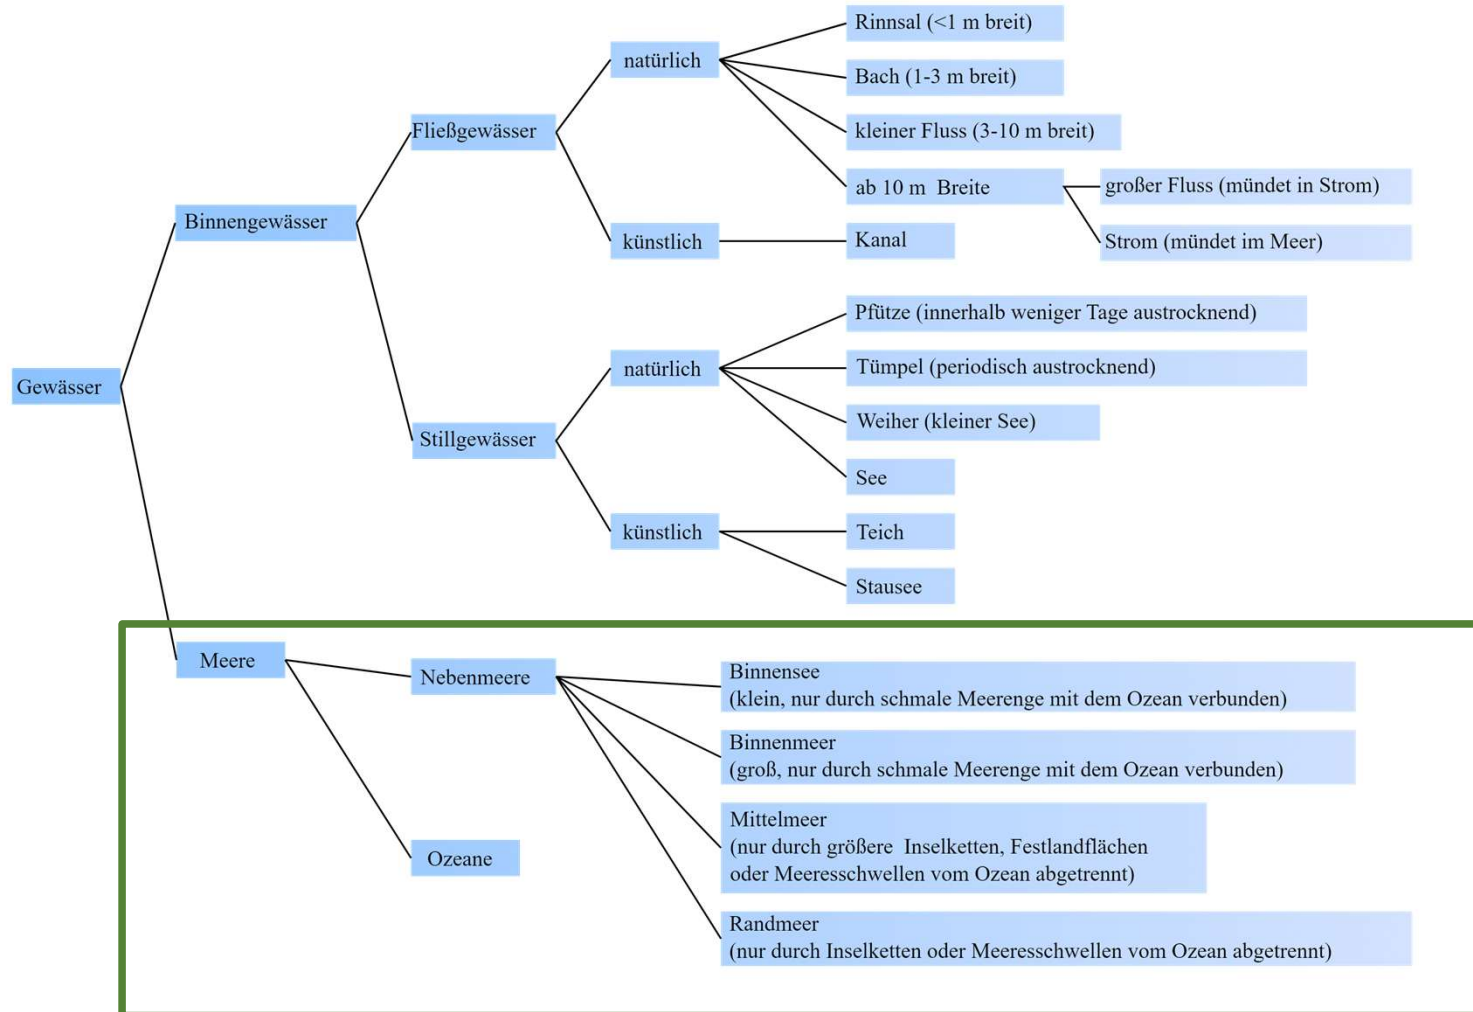 Gewässer
Binnengewässer
Fließgewässer
natürlich
Rinnsal (<1 m breit)
Bach (1-3 m breit)
kleiner Fluss (3-10 m breit)
ab 10 m Breite
großer Fluss (mündet in Strom)
Strom (mündet im Meer)
künstlich
Kanal
Stillgewässer
natürlich
Pfütze (innerhalb weniger Tage austrocknend)
Tümpel (periodisch austrocknend)
Weiher (kleiner See)
See
künstlich
Teich
Stausee
Meere
Nebenmeere
Binnensee
(klein, nur durch schmale Meerenge mit dem Ozean verbunden)
Binnenmeer
(groß, nur durch schmale Meerenge mit dem Ozean verbunden)
Mittelmeer
(nur durch größere Inselketten, Festlandflächen
oder Meeresschwellen vom Ozean abgetrennt)
Randmeer
(nur durch Inselketten oder Meeresschwellen vom Ozean abgetrennt)
Ozeane